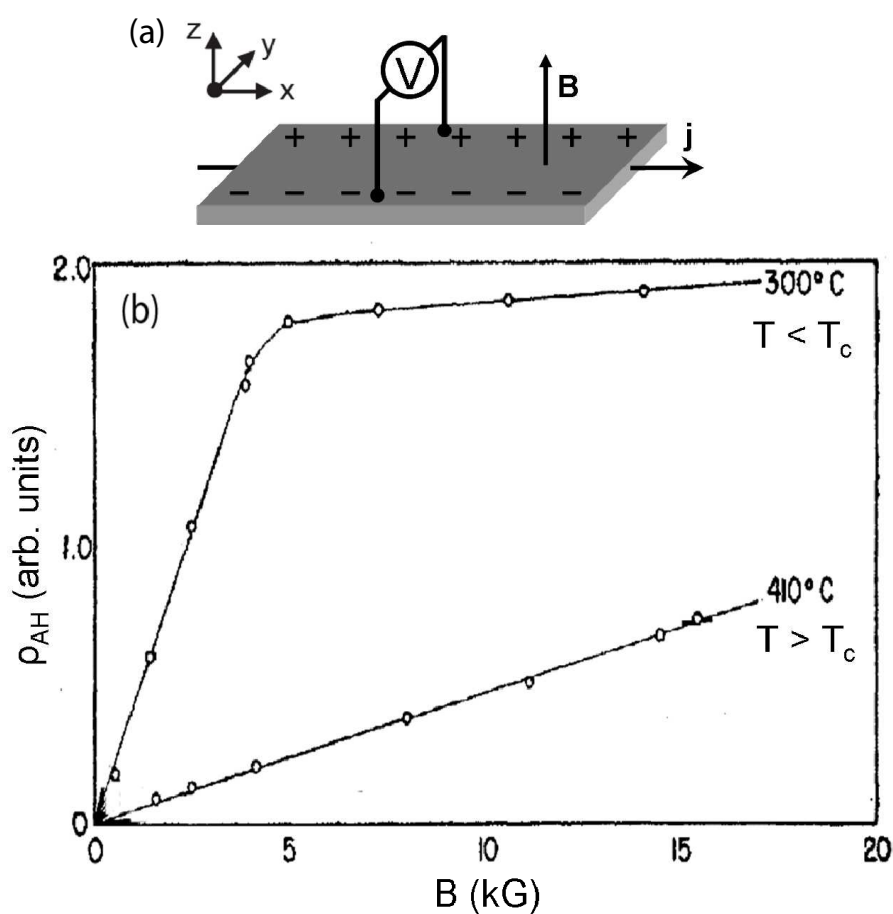 (a)
z
y
x
V
B
j
+ + + + + + +
− − − − − − −
(b)
2.0
1.0
0
ρAH (arb. units)
300°C
T < Tc
410°C
T > Tc
0 5 10 15 20
B (kG)